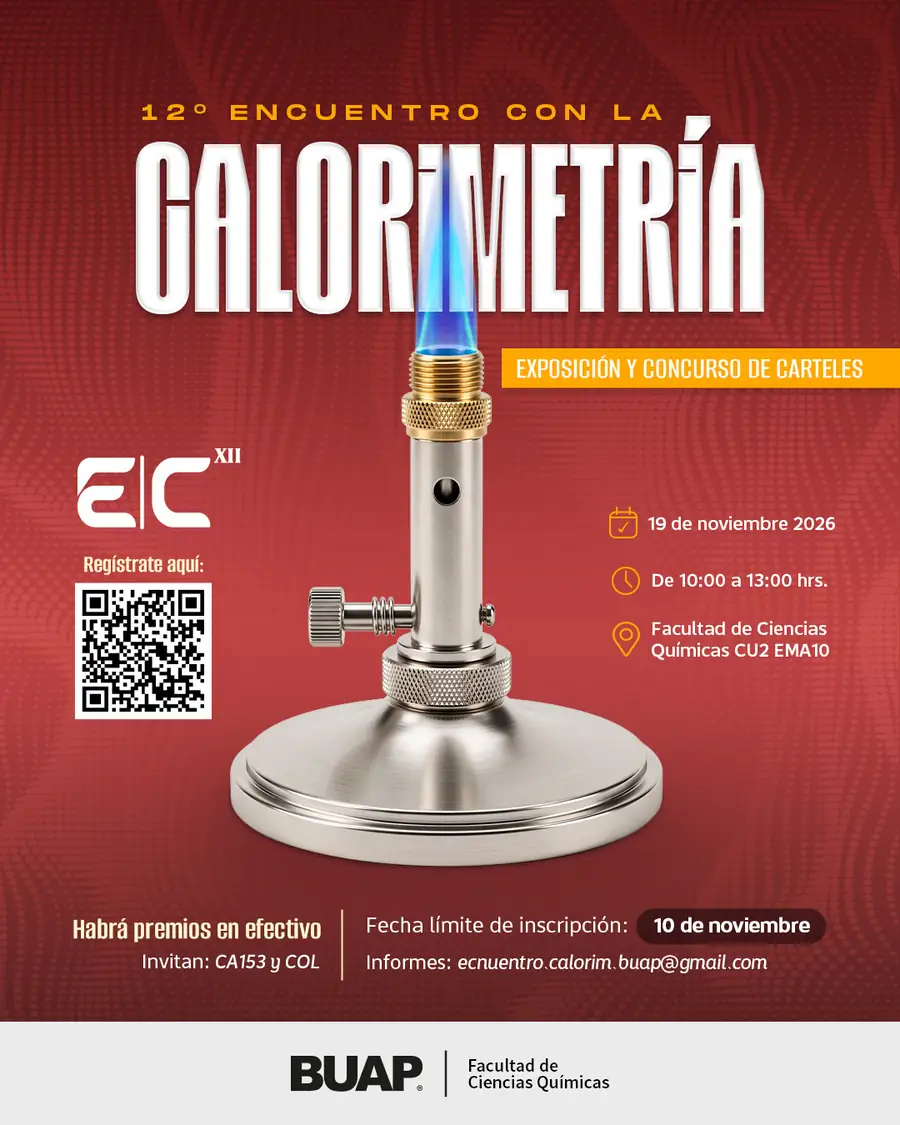 12º ENCUENTRO CON LA
CALORIMETRÍA
EXPOSICIÓN Y CONCURSO DE CARTELES
E|C XII
Regístrate aquí:
19 de noviembre 2026
De 10:00 a 13:00 hrs.
Facultad de Ciencias
Químicas CU2 EMA10
Habrá premios en efectivo
Invitan: CA153 y COL
Fecha límite de inscripción: 10 de noviembre
Informes: ecnuentro.calorim.buap@gmail.com
BUAP®
Facultad de
Ciencias Químicas